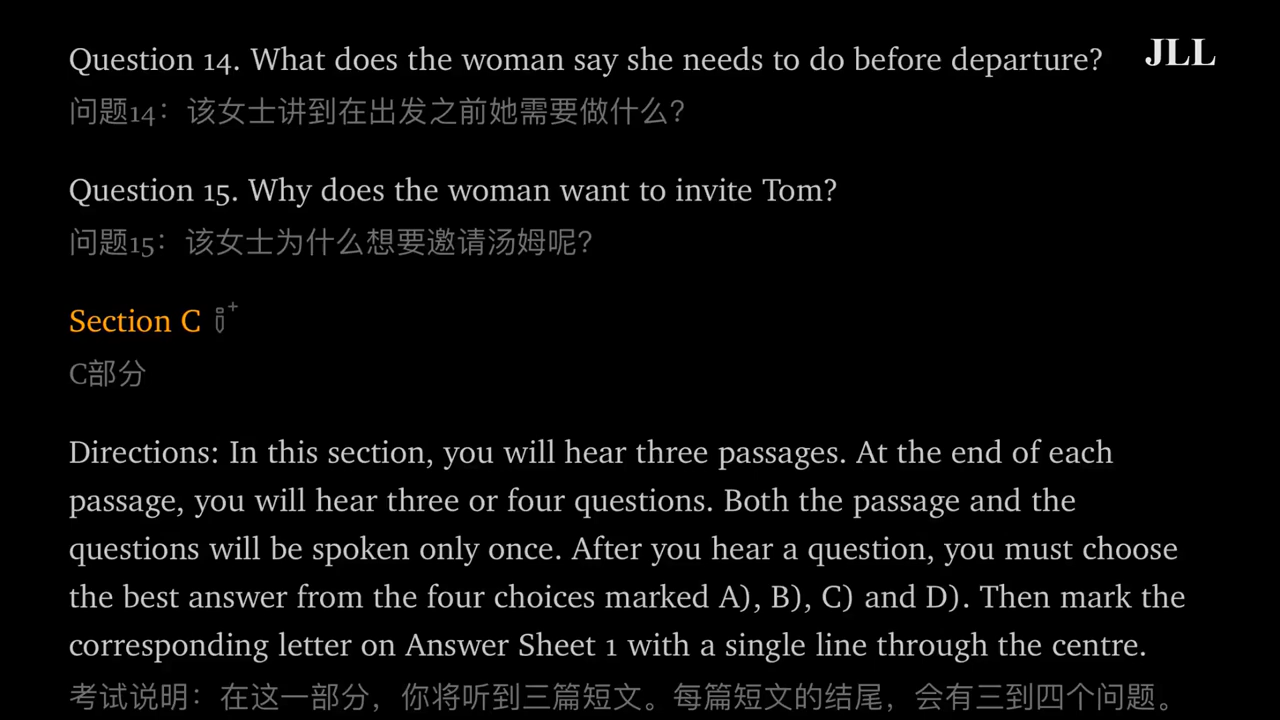 Question 14. What does the woman say she needs to do before departure?
JLL
问题14：该女士讲到在出发之前她需要做什么？
Question 15. Why does the woman want to invite Tom?
问题15：该女士为什么想要邀请汤姆呢？
Section C
C部分
Directions: In this section, you will hear three passages. At the end of each
passage, you will hear three or four questions. Both the passage and the
questions will be spoken only once. After you hear a question, you must choose
the best answer from the four choices marked A), B), C) and D). Then mark the
corresponding letter on Answer Sheet 1 with a single line through the centre.
考试说明：在这一部分，你将听到三篇短文。每篇短文的结尾，会有三到四个问题。